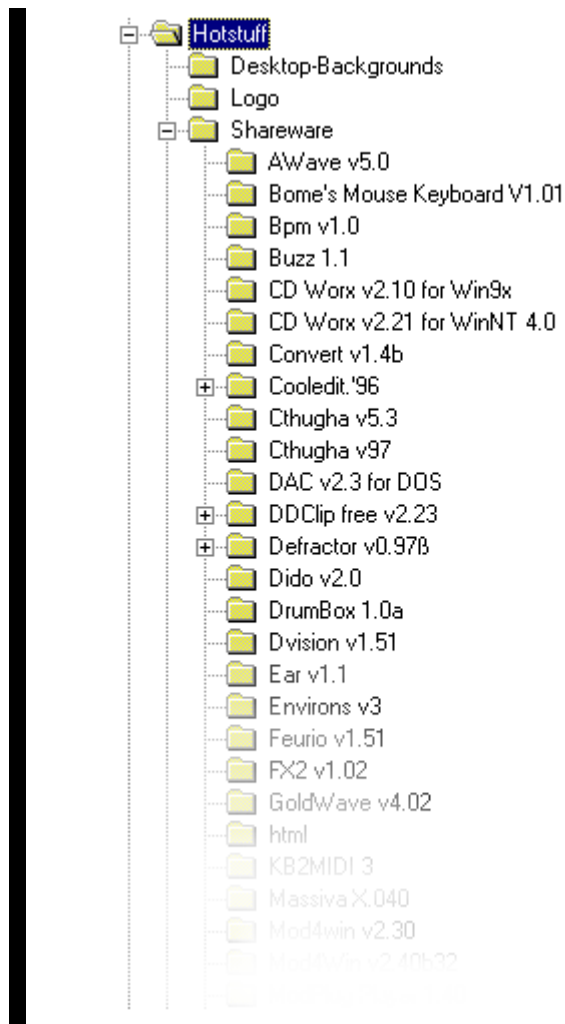 Hotstuff
Desktop-Backgrounds
Logo
Shareware
AWave v5.0
Bome's Mouse Keyboard V1.01
Bpm v1.0
Buzz 1.1
CD Worx v2.10 for Win9x
CD Worx v2.21 for WinNT 4.0
Convert v1.4b
Cooledit.'96
Cthugha v5.3
Cthugha v97
DAC v2.3 for DOS
DDClip free v2.23
Defractor v0.97ß
Dido v2.0
DrumBox 1.0a
Dvision v1.51
Ear v1.1
Environs v3
Feurio v1.51
FX2 v1.02
GoldWave v4.02
html
KB2MIDI 3
Massiva X.040
Mod4win v2.30
Mod4Win v2.40b32